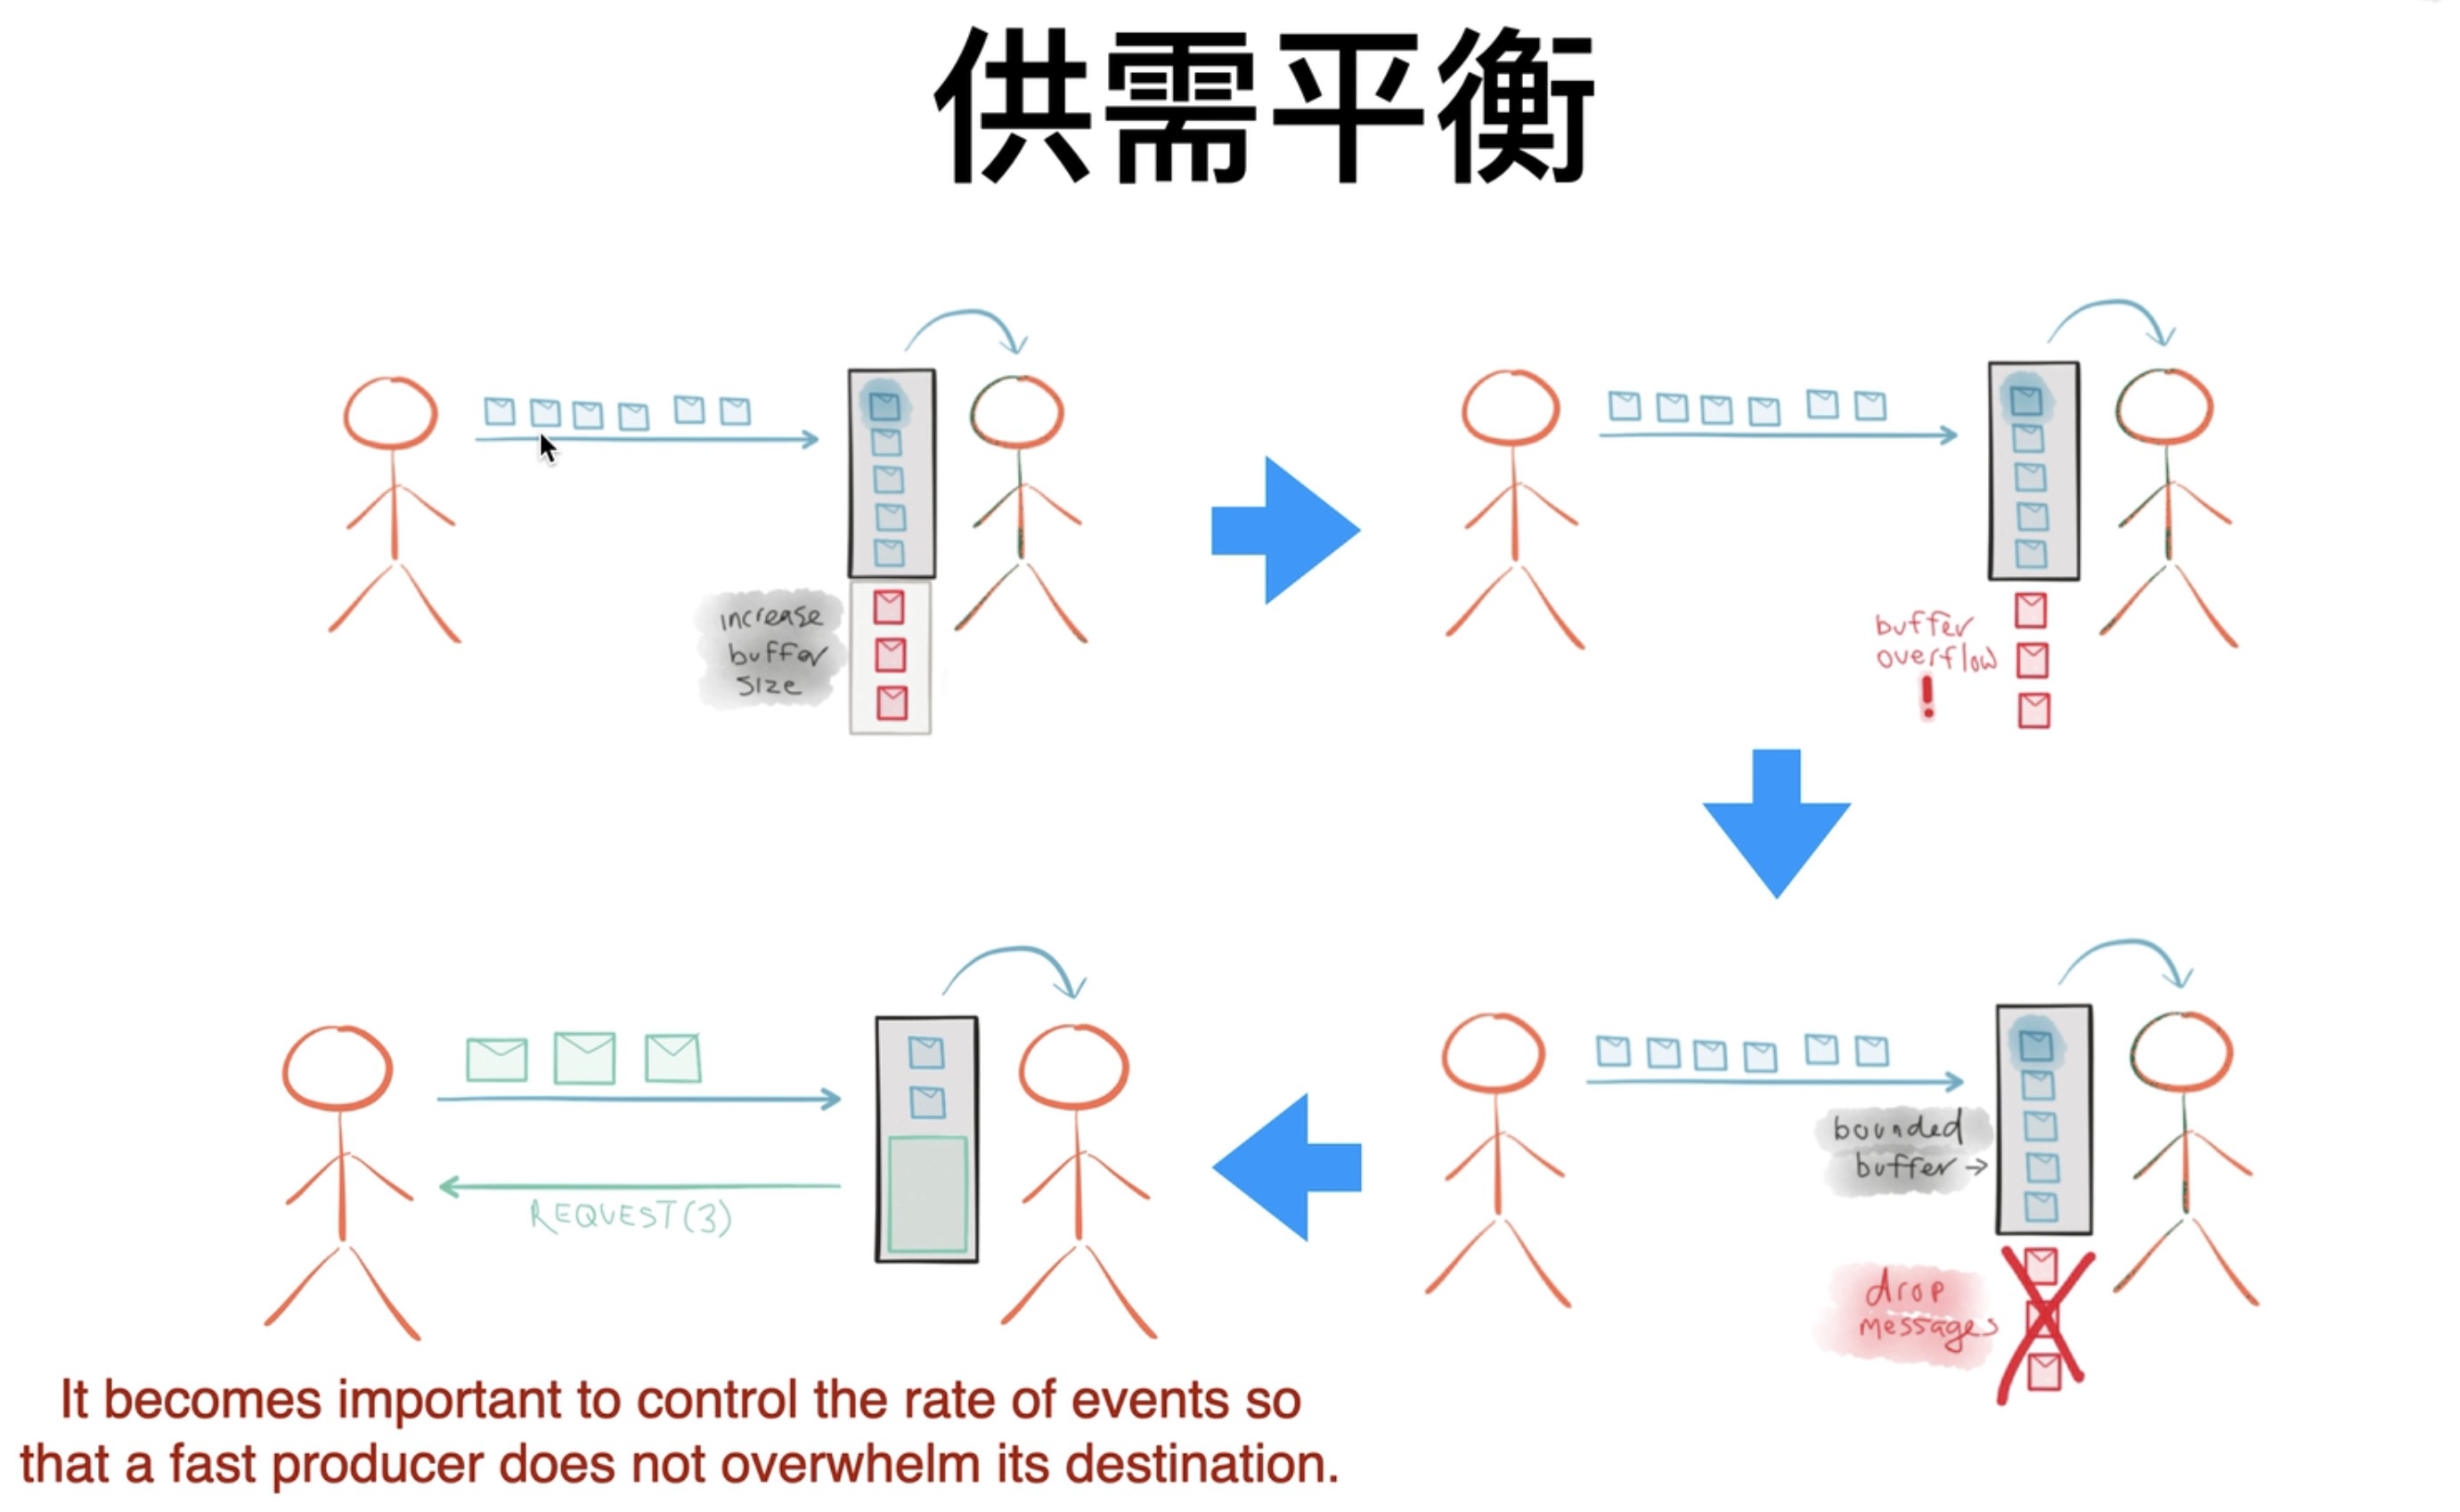 供需平衡
increase
buffer
size
buffer
overflow
!
REQUEST(3)
bounded
buffer →
drop
messages
It becomes important to control the rate of events so
that a fast producer does not overwhelm its destination.